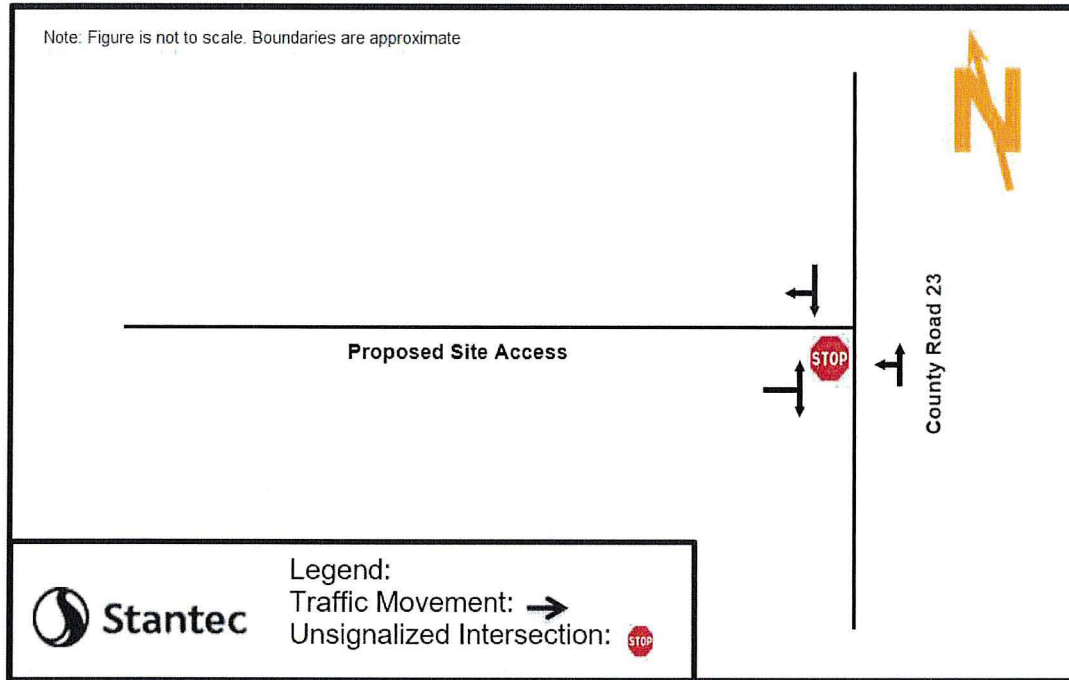 Note: Figure is not to scale. Boundaries are approximate
N
County Road 23
Proposed Site Access
STOP
Stantec
Legend:
Traffic Movement:
Unsignalized Intersection: STOP